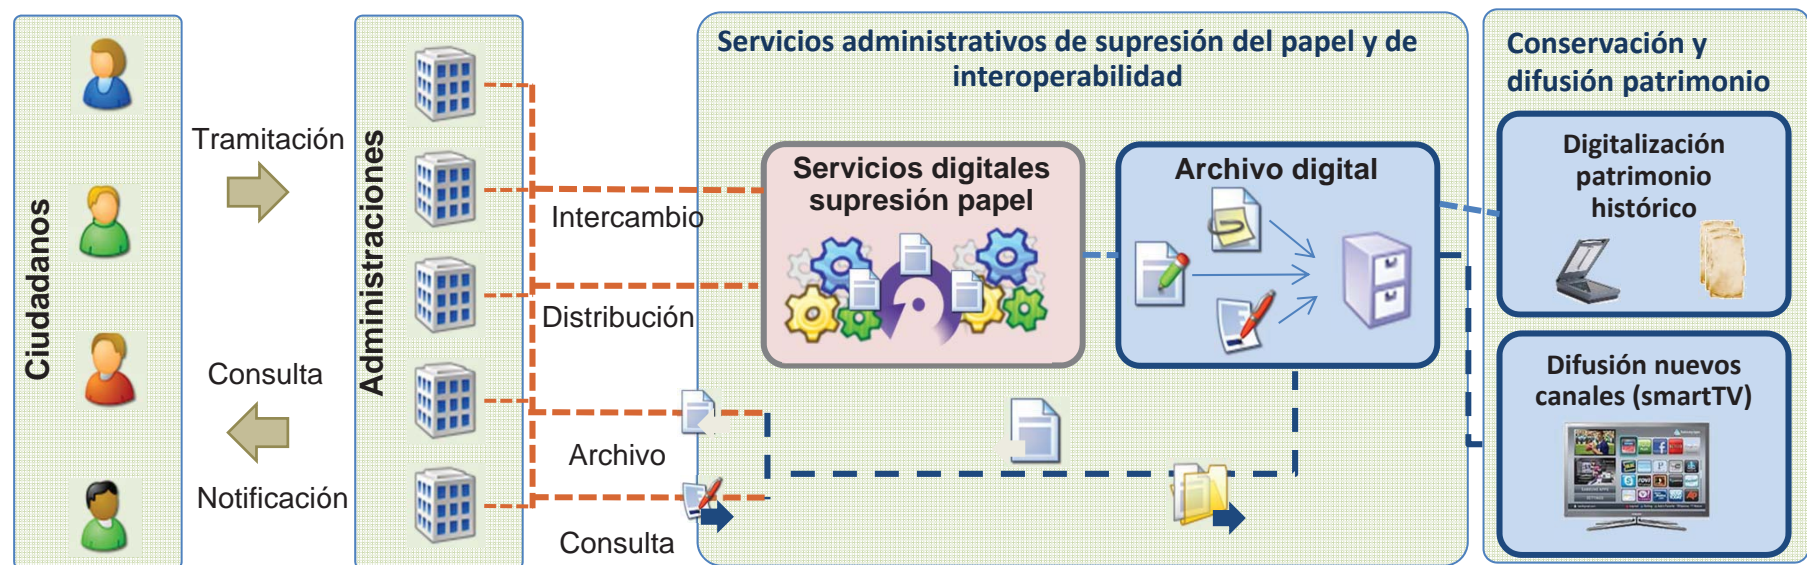 Servicios administrativos de supresión del papel y de
interoperabilidad
Conservación y
difusión patrimonio
Ciudadanos
Tramitación
Consulta
Notificación
Administraciones
Intercambio
Distribución
Archivo
Consulta
Servicios digitales
supresión papel
Archivo digital
Digitalización
patrimonio
histórico
Difusión nuevos
canales (smartTV)